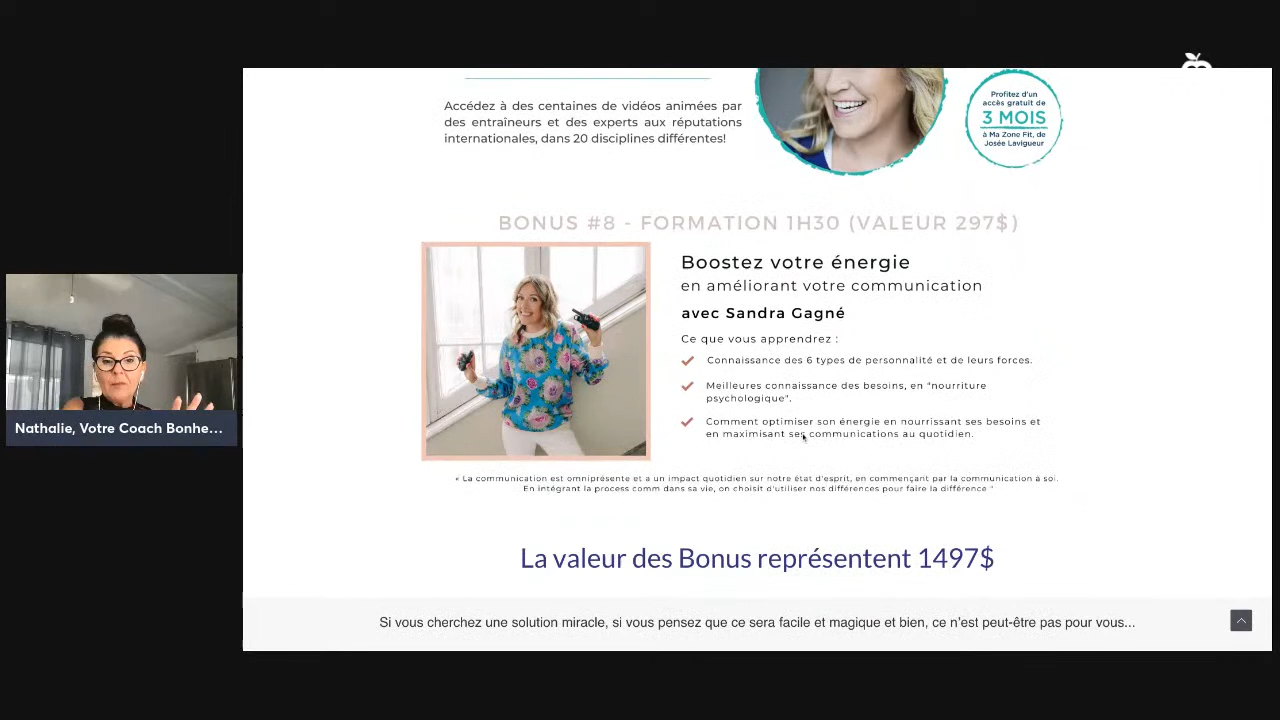 Accédez à des centaines de vidéos animées par
des entraîneurs et des experts aux réputations
internationales, dans 20 disciplines différentes!
Profitez d'un
accès gratuit de
3 MOIS
à Ma Zone Fit, de
Josée Lavigueur
BONUS #8 - FORMATION 1H30 (VALEUR 297$)
Boostez votre énergie
en améliorant votre communication
avec Sandra Gagné
Ce que vous apprendrez :
Connaissance des 6 types de personnalité et de leurs forces.
Meilleures connaissance des besoins, en "nourriture
psychologique".
Comment optimiser son énergie en nourrissant ses besoins et
en maximisant ses communications au quotidien.
« La communication est omniprésente et a un impact quotidien sur notre état d'esprit, en commençant par la communication à soi.
En intégrant la process comm dans sa vie, on choisit d'utiliser nos différences pour faire la différence "
La valeur des Bonus représentent 1497$
Si vous cherchez une solution miracle, si vous pensez que ce sera facile et magique et bien, ce n'est peut-être pas pour vous...
Nathalie, Votre Coach Bonhe...